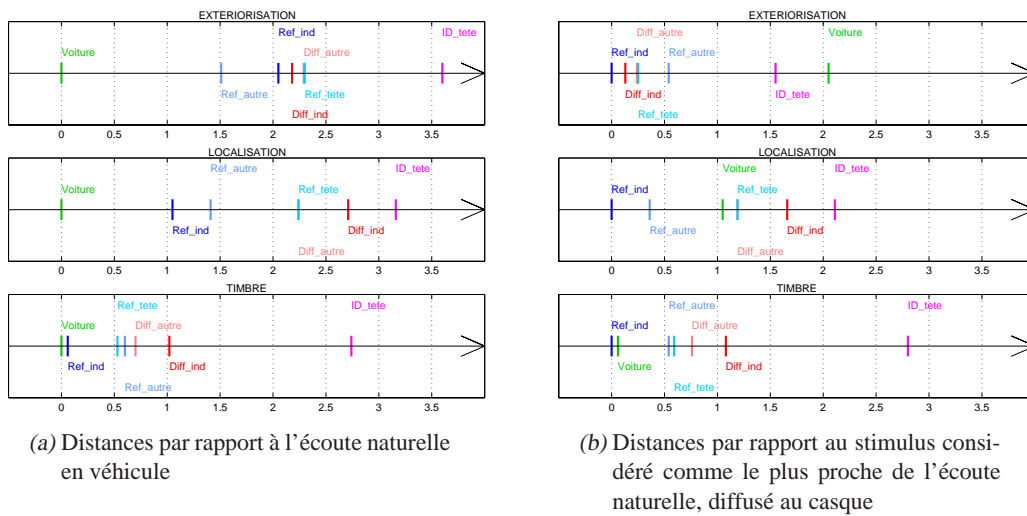 EXTERIORISATION
Ref_ind ID_tete
Voiture Diff_autre
Ref_autre Ref_tete
Diff_ind
0 0.5 1 1.5 2 2.5 3 3.5
LOCALISATION
Ref_autre ID_tete
Voiture Ref_tete
Ref_ind Diff_ind
Diff_autre
0 0.5 1 1.5 2 2.5 3 3.5
TIMBRE
Ref_tete ID_tete
Voiture Diff_autre
Ref_ind Diff_ind
Ref_autre
0 0.5 1 1.5 2 2.5 3 3.5
(a) Distances par rapport à l'écoute naturelle
en véhicule
EXTERIORISATION
Diff_autre Voiture
Ref_ind Ref_autre
Diff_ind ID_tete
Ref_tete
0 0.5 1 1.5 2 2.5 3 3.5
LOCALISATION
Voiture ID_tete
Ref_ind Ref_tete
Ref_autre Diff_ind
Diff_autre
0 0.5 1 1.5 2 2.5 3 3.5
TIMBRE
Ref_autre ID_tete
Ref_ind Diff_autre
Voiture Diff_ind
Ref_tete
0 0.5 1 1.5 2 2.5 3 3.5
(b) Distances par rapport au stimulus consi-
déré comme le plus proche de l'écoute
naturelle, diffusé au casque